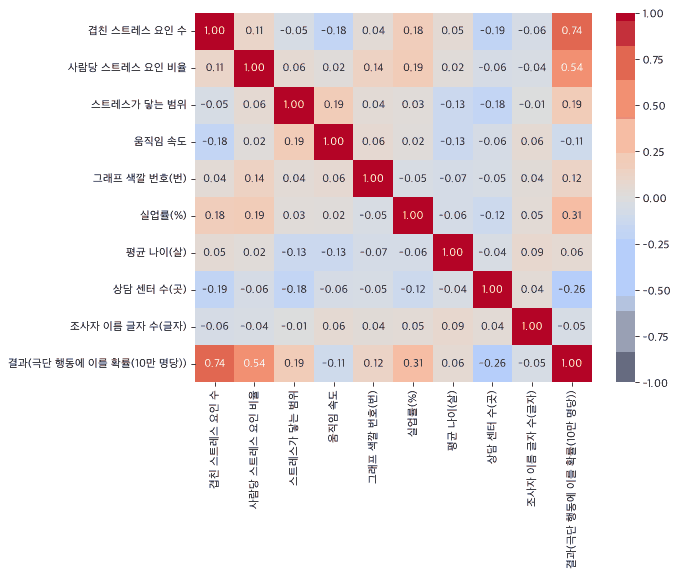 겹친 스트레스 요인 수 1.00 0.11 −0.05 −0.18 0.04 0.18 0.05 −0.19 −0.06 0.74
사람당 스트레스 요인 비율 0.11 1.00 0.06 0.02 0.14 0.19 0.02 −0.06 −0.04 0.54
스트레스가 닿는 범위 −0.05 0.06 1.00 0.19 0.04 0.03 −0.13 −0.18 −0.01 0.19
움직임 속도 −0.18 0.02 0.19 1.00 0.06 0.02 −0.13 −0.06 0.06 −0.11
그래프 색깔 번호(번) 0.04 0.14 0.04 0.06 1.00 −0.05 −0.07 −0.05 0.04 0.12
실업률(%) 0.18 0.19 0.03 0.02 −0.05 1.00 −0.06 −0.12 0.05 0.31
평균 나이(살) 0.05 0.02 −0.13 −0.13 −0.07 −0.06 1.00 −0.04 0.09 0.06
상담 센터 수(곳) −0.19 −0.06 −0.18 −0.06 −0.05 −0.12 −0.04 1.00 0.04 −0.26
조사자 이름 글자 수(글자) −0.06 −0.04 −0.01 0.06 0.04 0.05 0.09 0.04 1.00 −0.05
결과(극단 행동에 이를 확률(10만 명당)) 0.74 0.54 0.19 −0.11 0.12 0.31 0.06 −0.26 −0.05 1.00
겹친 스트레스 요인 수
사람당 스트레스 요인 비율
스트레스가 닿는 범위
움직임 속도
그래프 색깔 번호(번)
실업률(%)
평균 나이(살)
상담 센터 수(곳)
조사자 이름 글자 수(글자)
결과(극단 행동에 이를 확률(10만 명당))
1.00
0.75
0.50
0.25
0.00
−0.25
−0.50
−0.75
−1.00